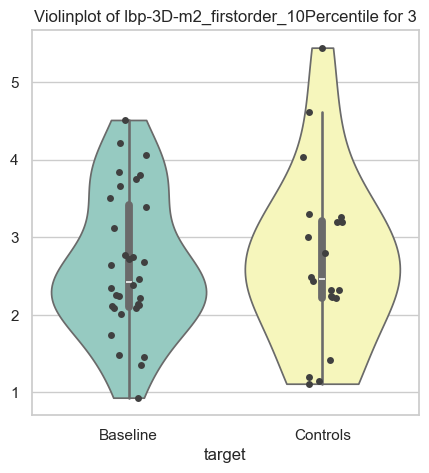 Violinplot of lbp-3D-m2_firstorder_10Percentile for 3
5
4
3
2
1
Baseline Controls
target